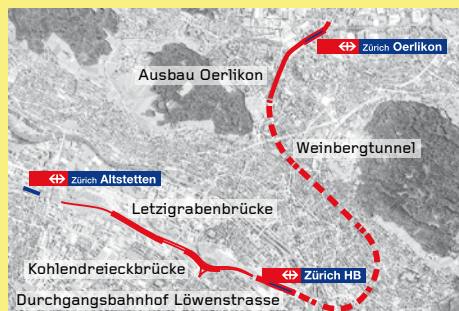 Zürich Oerlikon
Ausbau Oerlikon
Weinbergtunnel
Zürich Altstetten
Letzigrabenbrücke
Kohlendreieckbrücke
Zürich HB
Durchgangsbahnhof Löwenstrasse